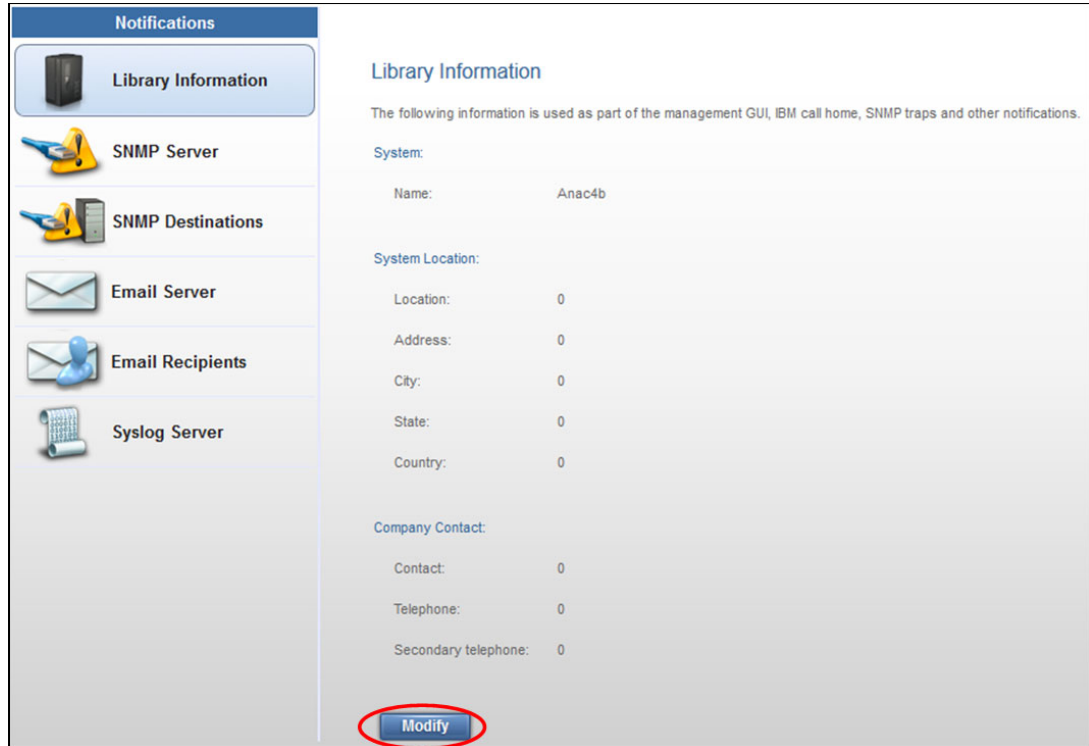 Notifications
Library Information
SNMP Server
SNMP Destinations
Email Server
Email Recipients
Syslog Server
Library Information
The following information is used as part of the management GUI, IBM call home, SNMP traps and other notifications.
System:
Name: Anac4b
System Location:
Location: 0
Address: 0
City: 0
State: 0
Country: 0
Company Contact:
Contact: 0
Telephone: 0
Secondary telephone: 0
Modify